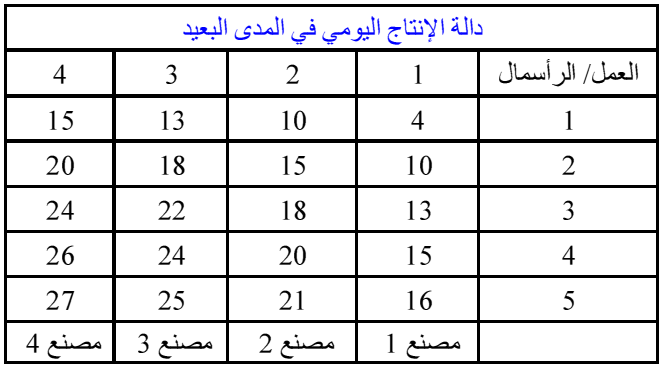 دالة الإنتاج اليومي في المدى البعيد
العمل/ الرأسمال 1 2 3 4
1 4 10 13 15
2 10 15 18 20
3 13 18 22 24
4 15 20 24 26
5 16 21 25 27
مصنع 1 مصنع 2 مصنع 3 مصنع 4